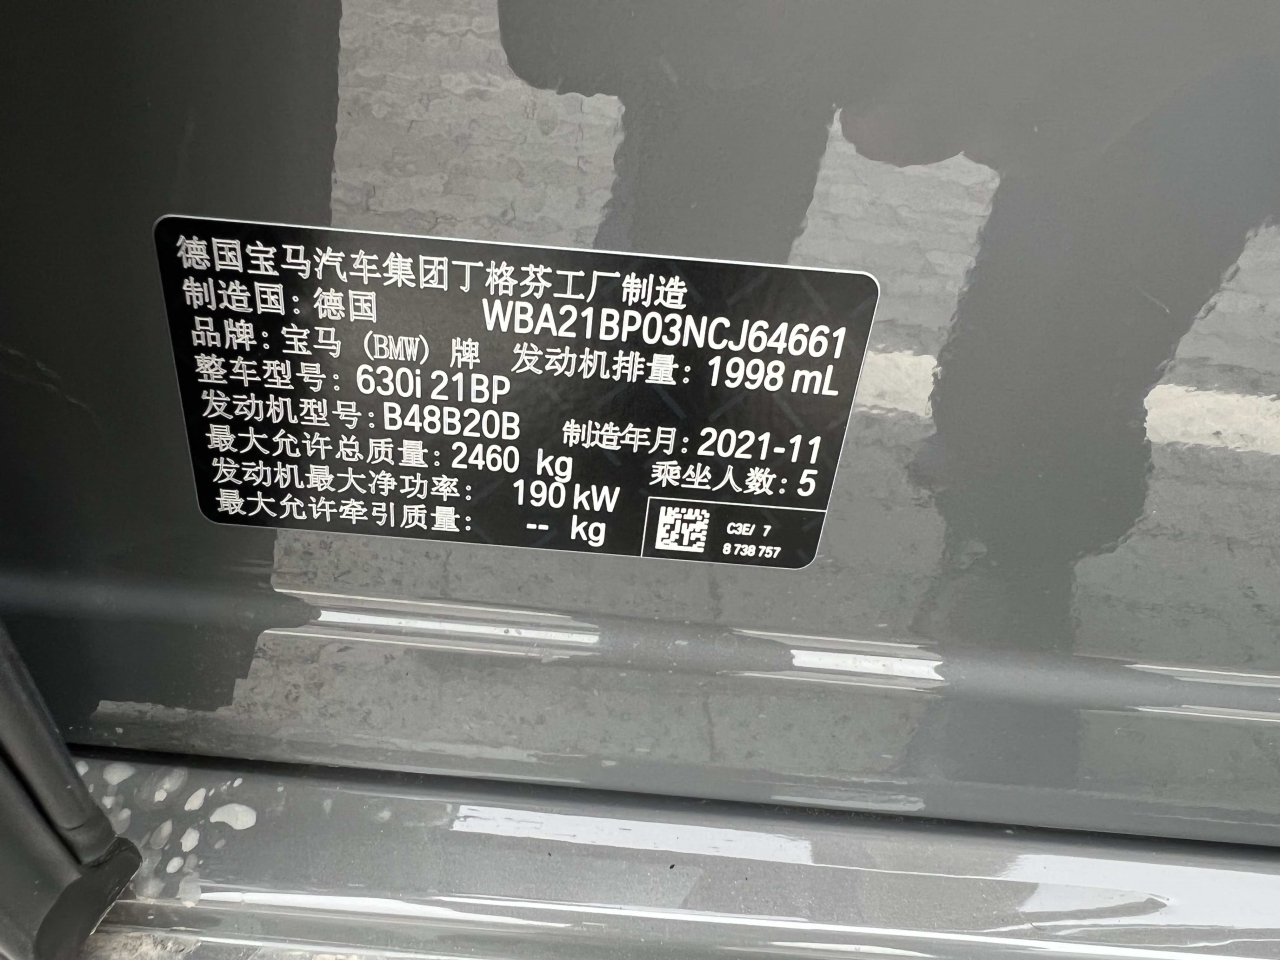 德国宝马汽车集团丁格芬工厂制造
制造国：德国 WBA21BP03NCJ64661
品牌：宝马 (BMW) 牌 发动机排量：1998 mL
整车型号：630i 21BP
发动机型号：B48B20B 制造年月：2021-11
最大允许总质量：2460 kg 乘坐人数：5
发动机最大净功率： 190 kW
最大允许牵引质量： -- kg
C3E/ 7
8 738 757